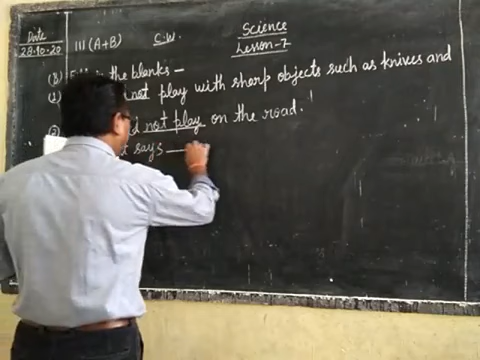 Date
28.10.20
III (A+B)
C.W.
Science
Lesson-7
(B) in the blanks —
not play with sharp objects such as knives and
not play on the road.
says